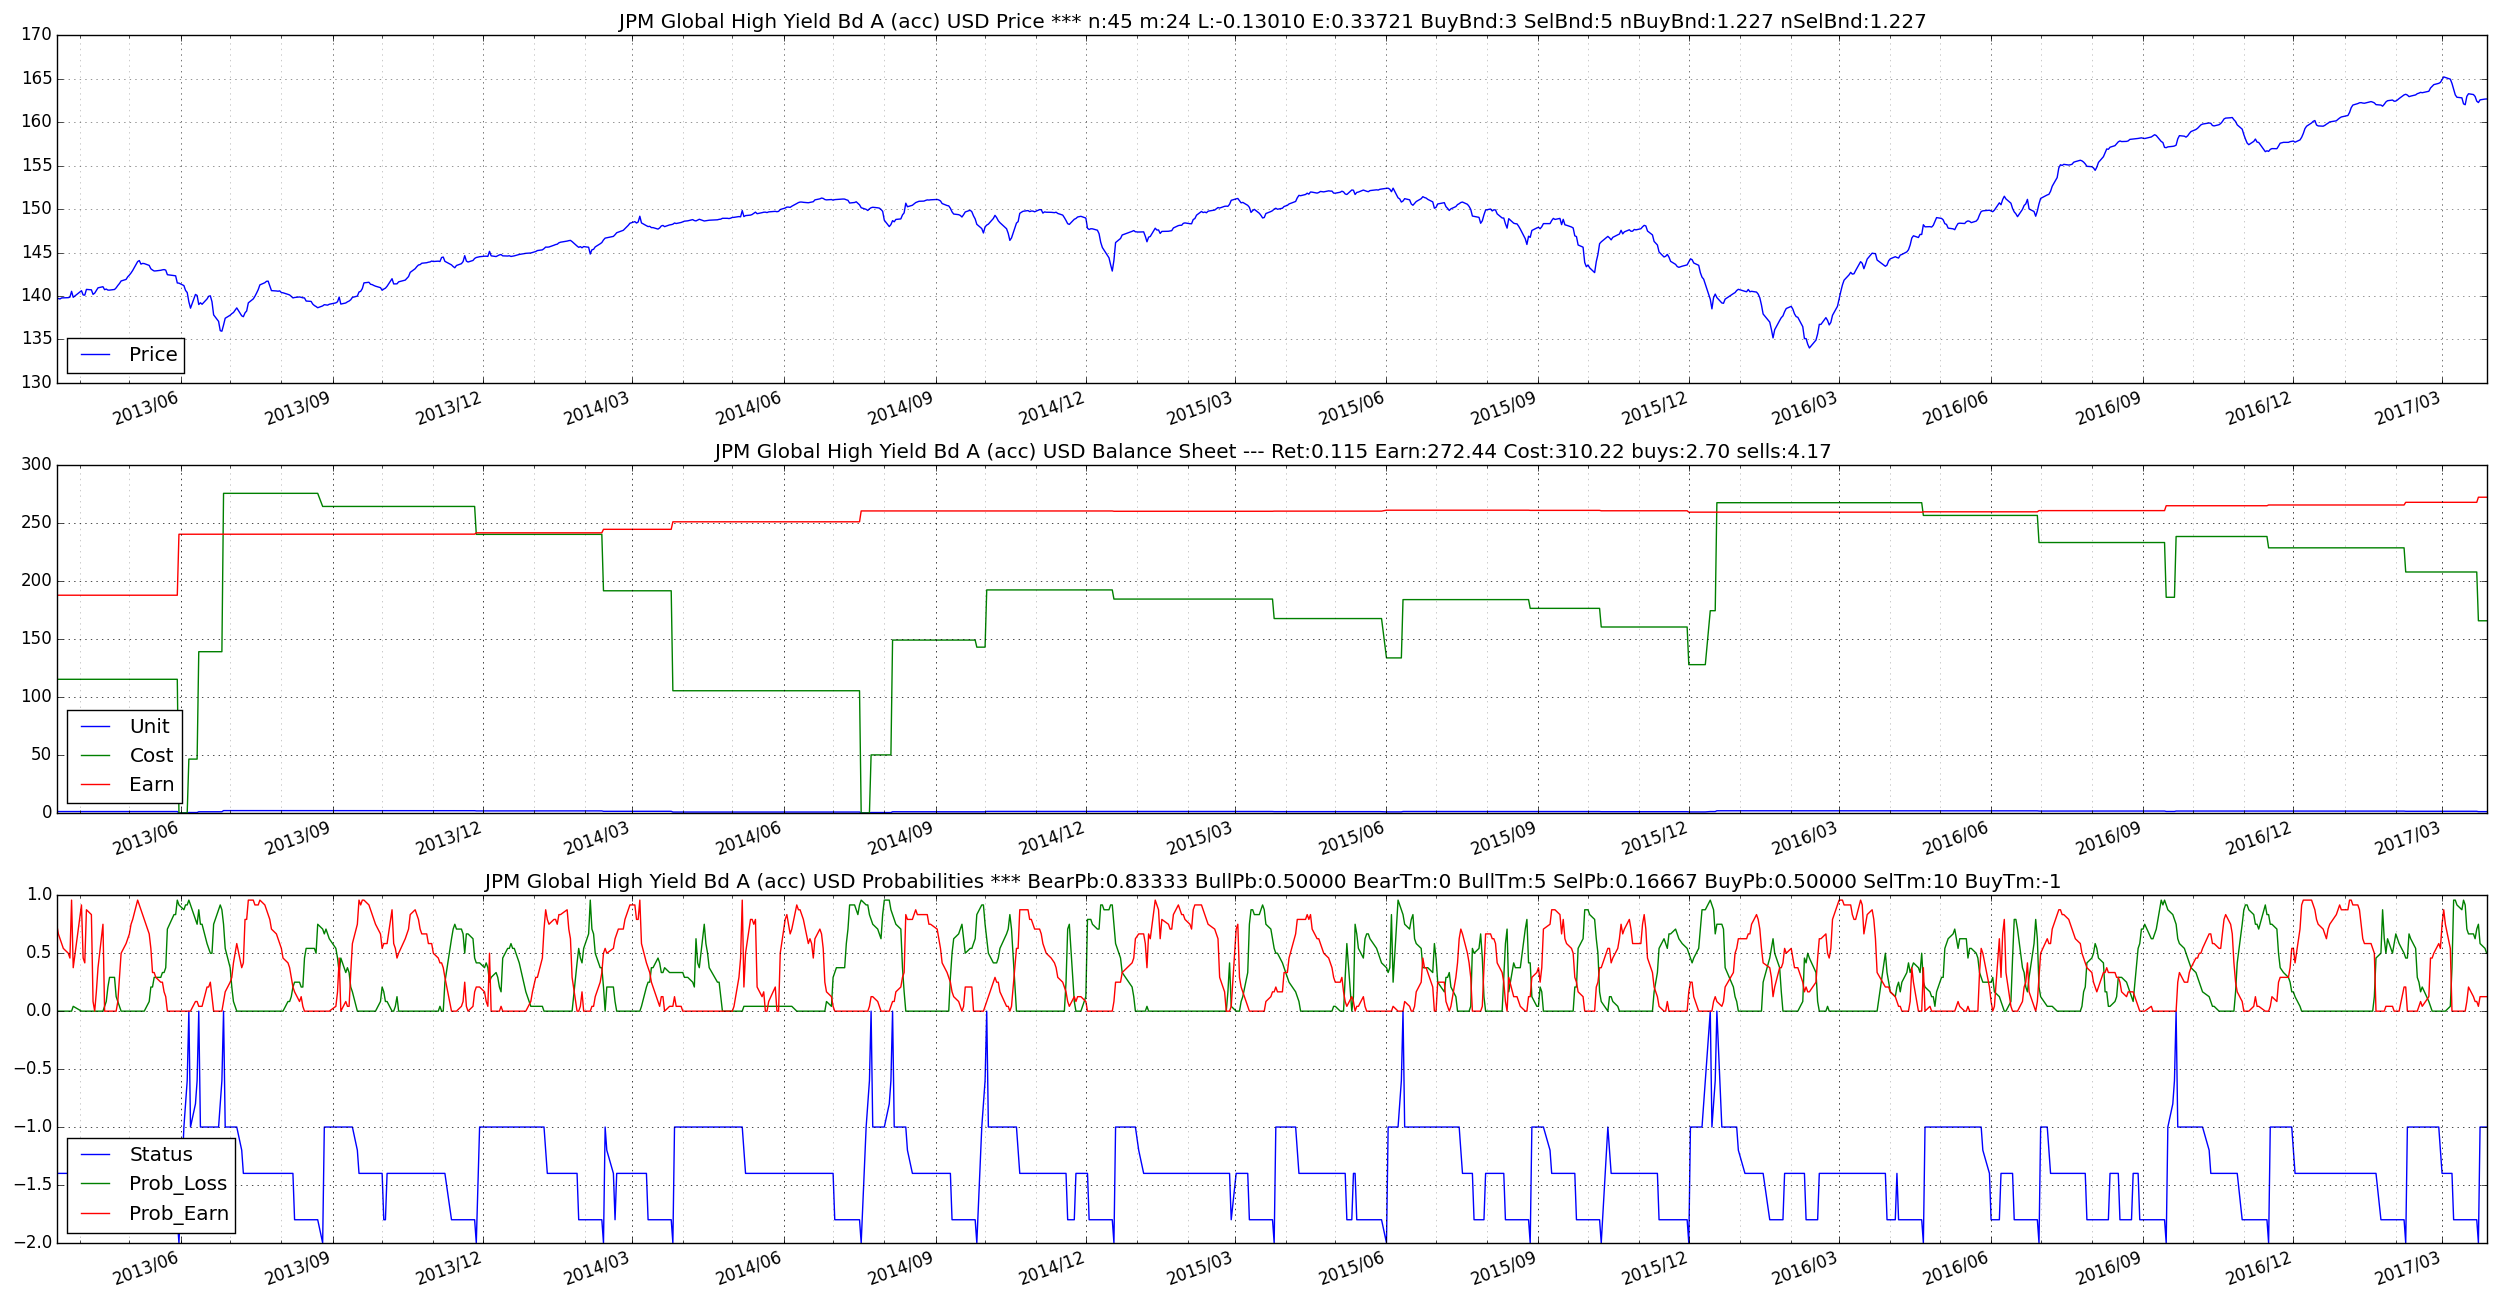 JPM Global High Yield Bd A (acc) USD Price *** n:45 m:24 L:-0.13010 E:0.33721 BuyBnd:3 SelBnd:5 nBuyBnd:1.227 nSelBnd:1.227
170
165
160
155
150
145
140
135
130
Price
2013/06 2013/09 2013/12 2014/03 2014/06 2014/09 2014/12 2015/03 2015/06 2015/09 2015/12 2016/03 2016/06 2016/09 2016/12 2017/03
JPM Global High Yield Bd A (acc) USD Balance Sheet --- Ret:0.115 Earn:272.44 Cost:310.22 buys:2.70 sells:4.17
300
250
200
150
100
50
0
Unit
Cost
Earn
2013/06 2013/09 2013/12 2014/03 2014/06 2014/09 2014/12 2015/03 2015/06 2015/09 2015/12 2016/03 2016/06 2016/09 2016/12 2017/03
JPM Global High Yield Bd A (acc) USD Probabilities *** BearPb:0.83333 BullPb:0.50000 BearTm:0 BullTm:5 SelPb:0.16667 BuyPb:0.50000 SelTm:10 BuyTm:-1
1.0
0.5
0.0
−0.5
−1.0
−1.5
−2.0
Status
Prob_Loss
Prob_Earn
2013/06 2013/09 2013/12 2014/03 2014/06 2014/09 2014/12 2015/03 2015/06 2015/09 2015/12 2016/03 2016/06 2016/09 2016/12 2017/03